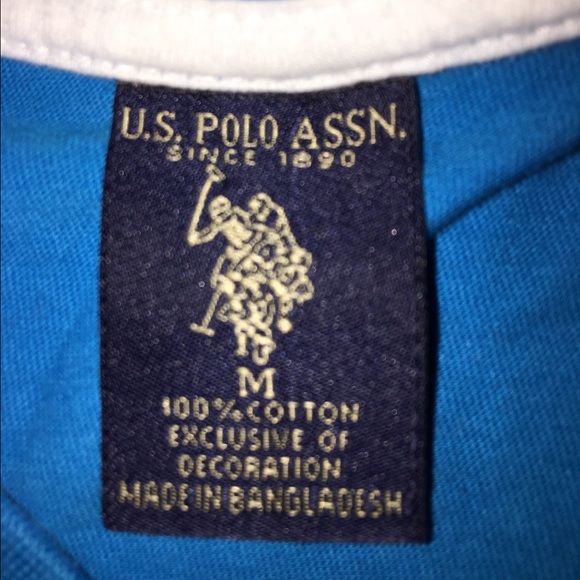 U.S. POLO ASSN.
SINCE 1890
M
100% COTTON
EXCLUSIVE OF
DECORATION
MADE IN BANGLADESH